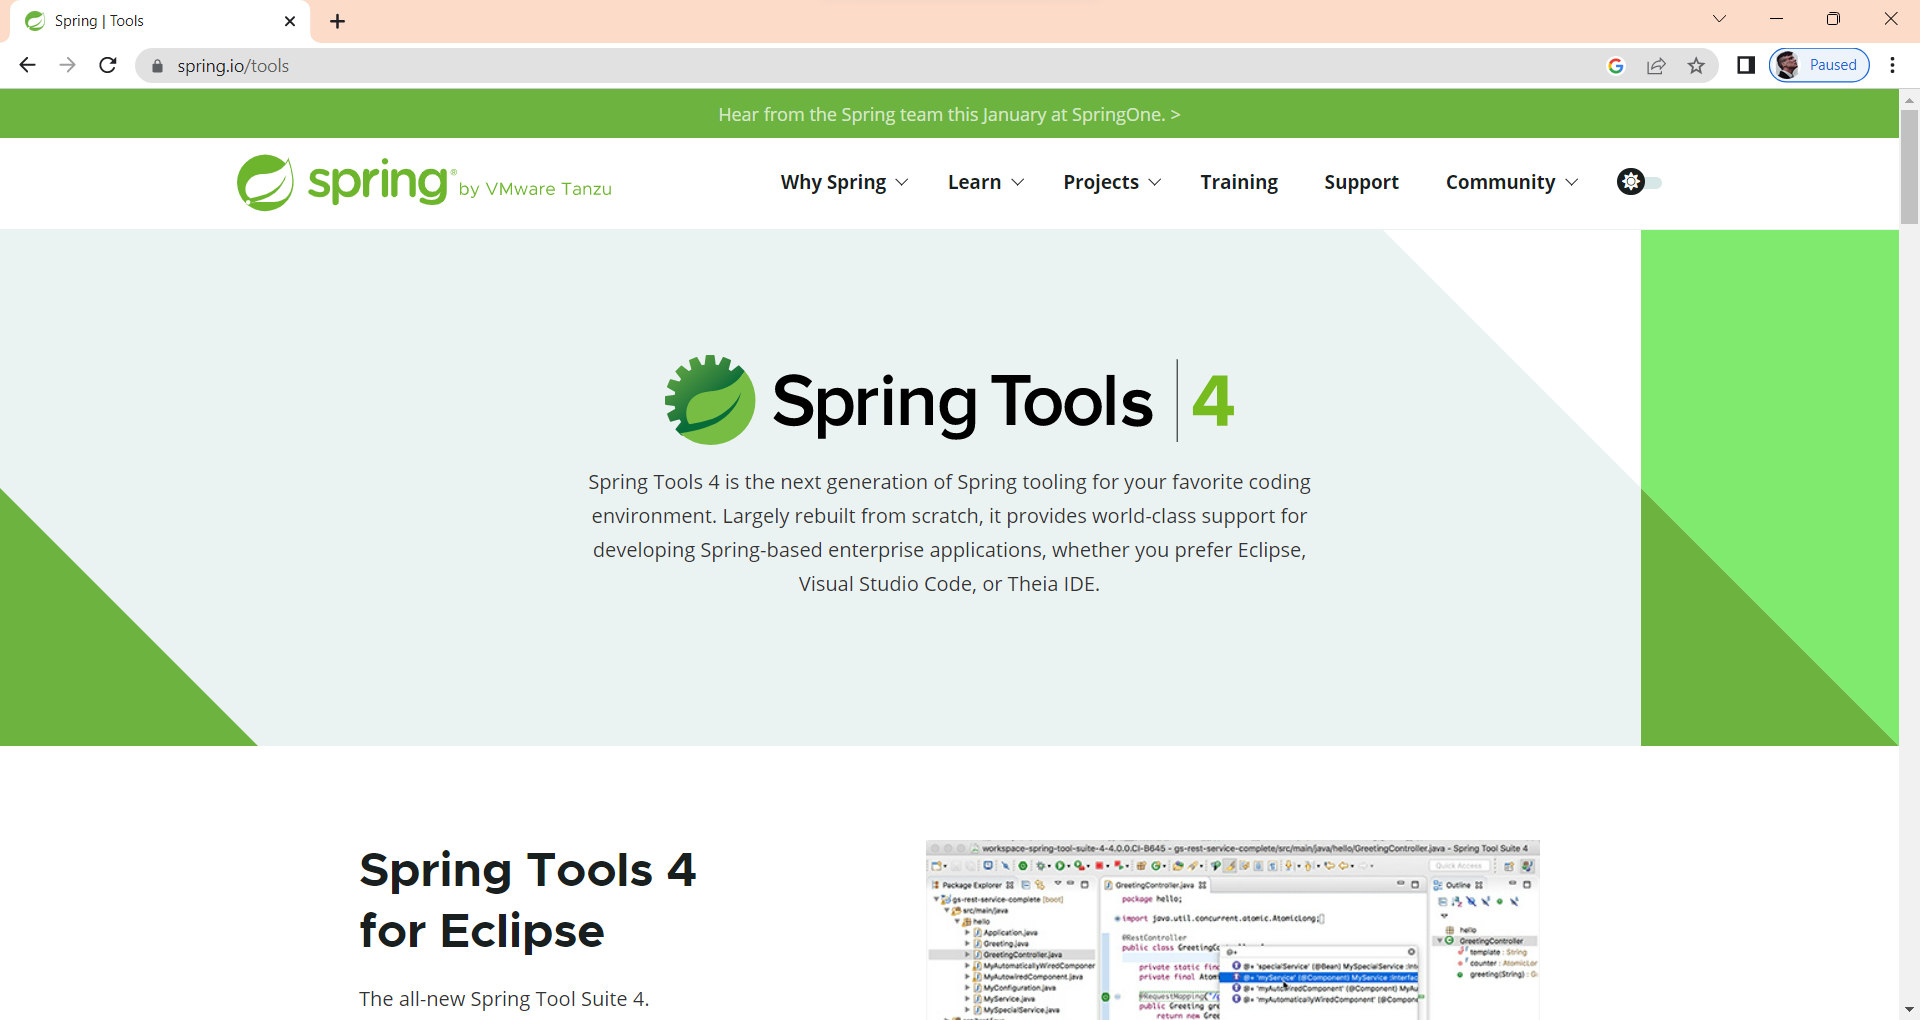 Spring | Tools
spring.io/tools
Paused
Hear from the Spring team this January at SpringOne. >
spring® by VMware Tanzu
Why Spring
Learn
Projects
Training
Support
Community
Spring Tools 4
Spring Tools 4 is the next generation of Spring tooling for your favorite coding
environment. Largely rebuilt from scratch, it provides world-class support for
developing Spring-based enterprise applications, whether you prefer Eclipse,
Visual Studio Code, or Theia IDE.
Spring Tools 4
for Eclipse
The all-new Spring Tool Suite 4.
workspace-spring-tool-suite-4-4.0.0.CI-B645 - gs-rest-service-complete/src/main/java/hello/GreetingController.java - Spring Tool Suite 4
Quick Access
Package Explorer
gs-rest-service-complete [boot]
src/main/java
hello
Application.java
Greeting.java
GreetingController.java
MyAutomaticallyWiredComponer
MyAutowiredComponent.java
MyConfiguration.java
MyService.java
MySpecialService.java
GreetingController.java
package hello;
import java.util.concurrent.atomic.AtomicLong;
@RestController
public class GreetingCo
private static fin
private final Atom
@RequestMapping("/g
public Greeting gre
return new Gree
@+
@+ 'specialService' (@Bean) MySpecialService :Int
@+ 'myService' (@Component) MyService :Interfac
@+ 'myAutowiredComponent' (@Component) MyAu
@+ 'myAutomaticallyWiredComponent' (@Compon
Outline
hello
GreetingController
template : String
counter : AtomicLon
greeting(String) : G